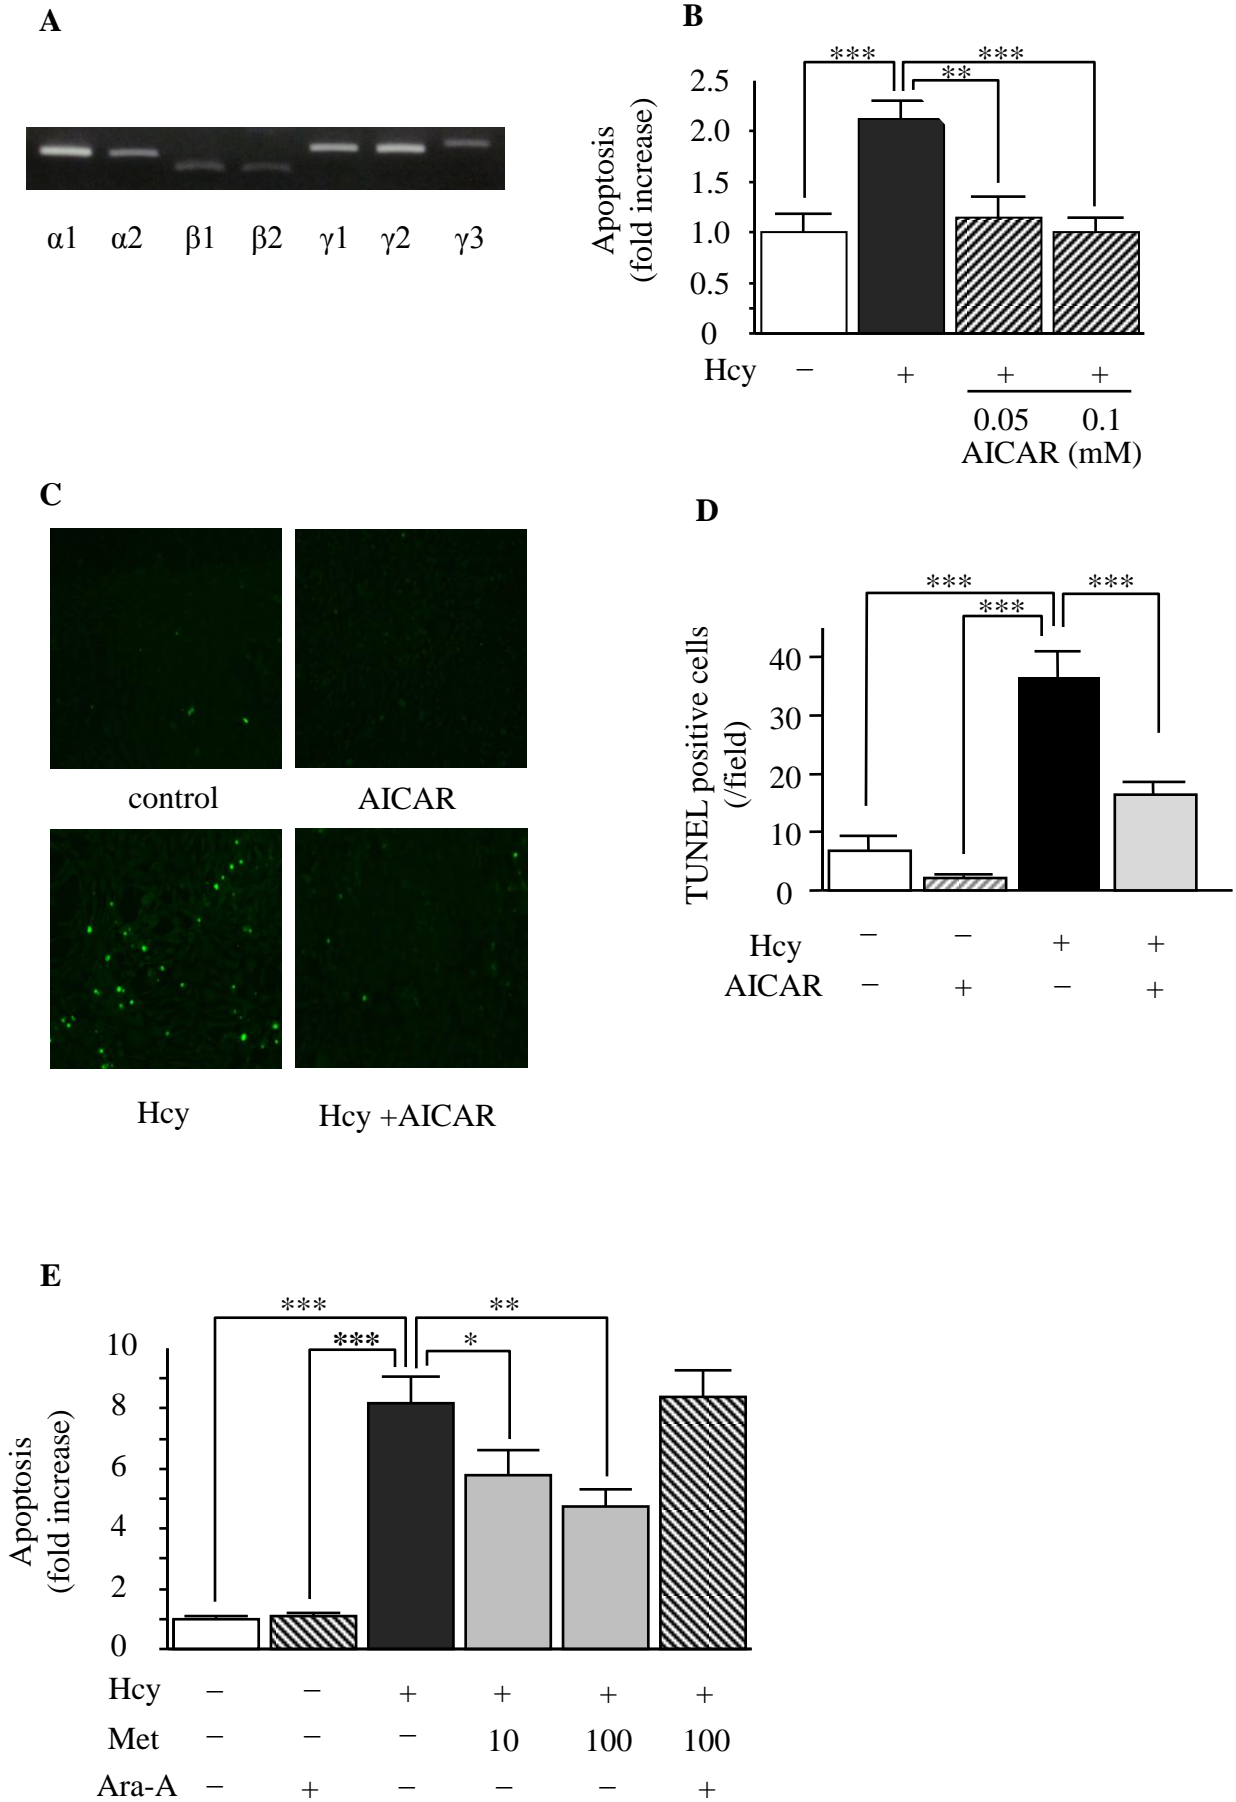 A
α1 α2 β1 β2 γ1 γ2 γ3
B
*** ***
**
Apoptosis
(fold increase)
2.5
2.0
1.5
1.0
0.5
0
Hcy − + + +
0.05 0.1
AICAR (mM)
C
control AICAR
Hcy Hcy +AICAR
D
*** ***
***
TUNEL positive cells
(/field)
40
30
20
10
0
Hcy − − + +
AICAR − + − +
E
*** **
*** *
Apoptosis
(fold increase)
10
8
6
4
2
0
Hcy − − + + + +
Met − − − 10 100 100
Ara-A − + − − − +